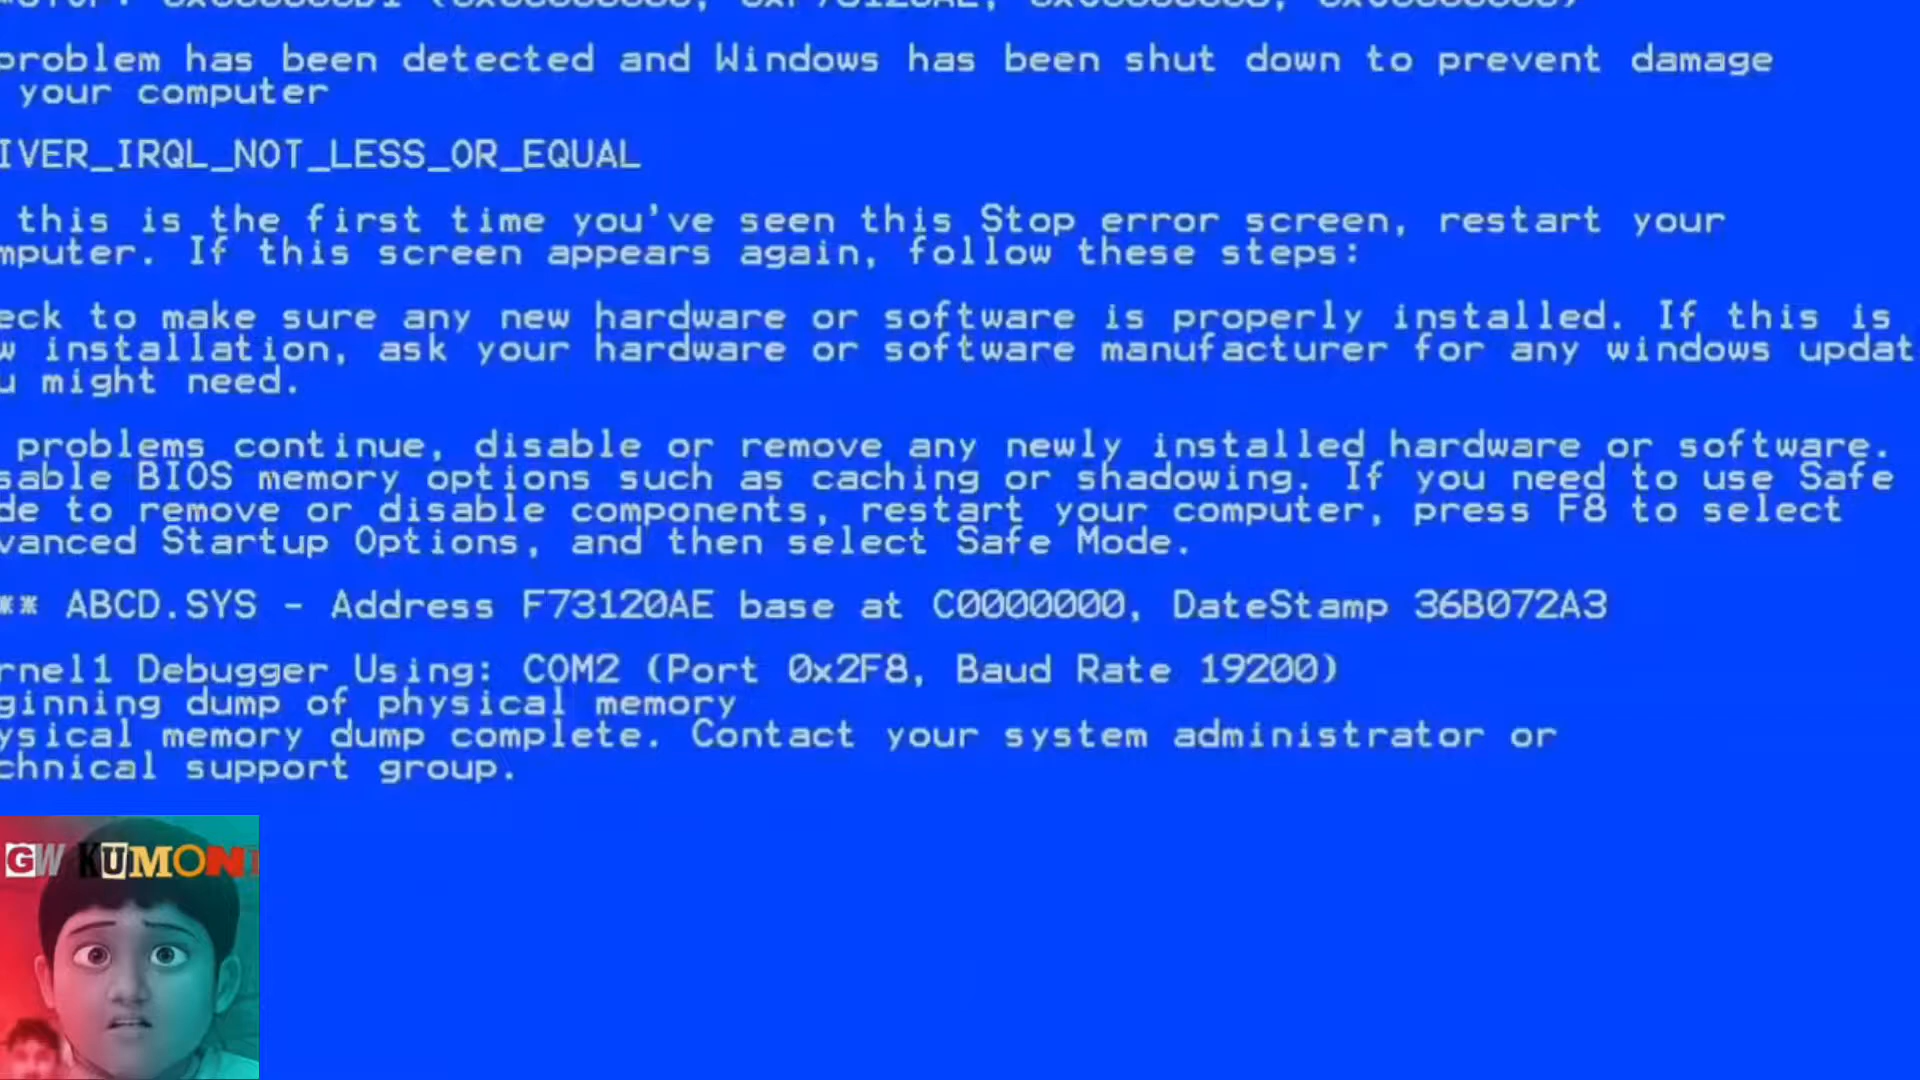 problem has been detected and Windows has been shut down to prevent damage
your computer
IVER_IRQL_NOT_LESS_OR_EQUAL
this is the first time you've seen this Stop error screen, restart your
mputer. If this screen appears again, follow these steps:
eck to make sure any new hardware or software is properly installed. If this is
w installation, ask your hardware or software manufacturer for any windows updat
u might need.
problems continue, disable or remove any newly installed hardware or software.
sable BIOS memory options such as caching or shadowing. If you need to use Safe
de to remove or disable components, restart your computer, press F8 to select
vanced Startup Options, and then select Safe Mode.
** ABCD.SYS - Address F73120AE base at C0000000, DateStamp 36B072A3
rnel1 Debugger Using: COM2 (Port 0x2F8, Baud Rate 19200)
ginning dump of physical memory
ysical memory dump complete. Contact your system administrator or
chnical support group.
GW KUMON